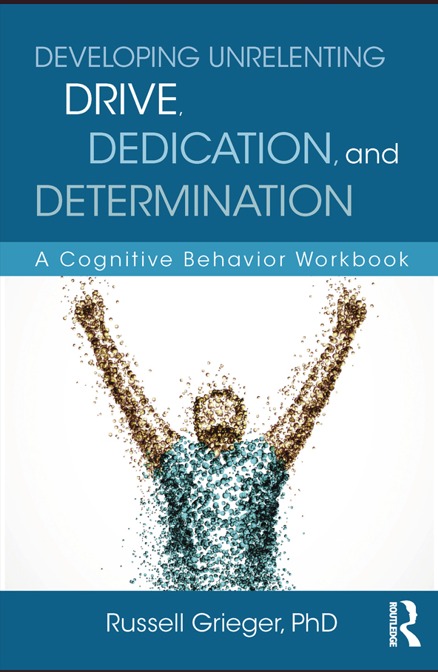 DEVELOPING UNRELENTING
DRIVE,
DEDICATION, and
DETERMINATION
A Cognitive Behavior Workbook
Russell Grieger, PhD
ROUTLEDGE